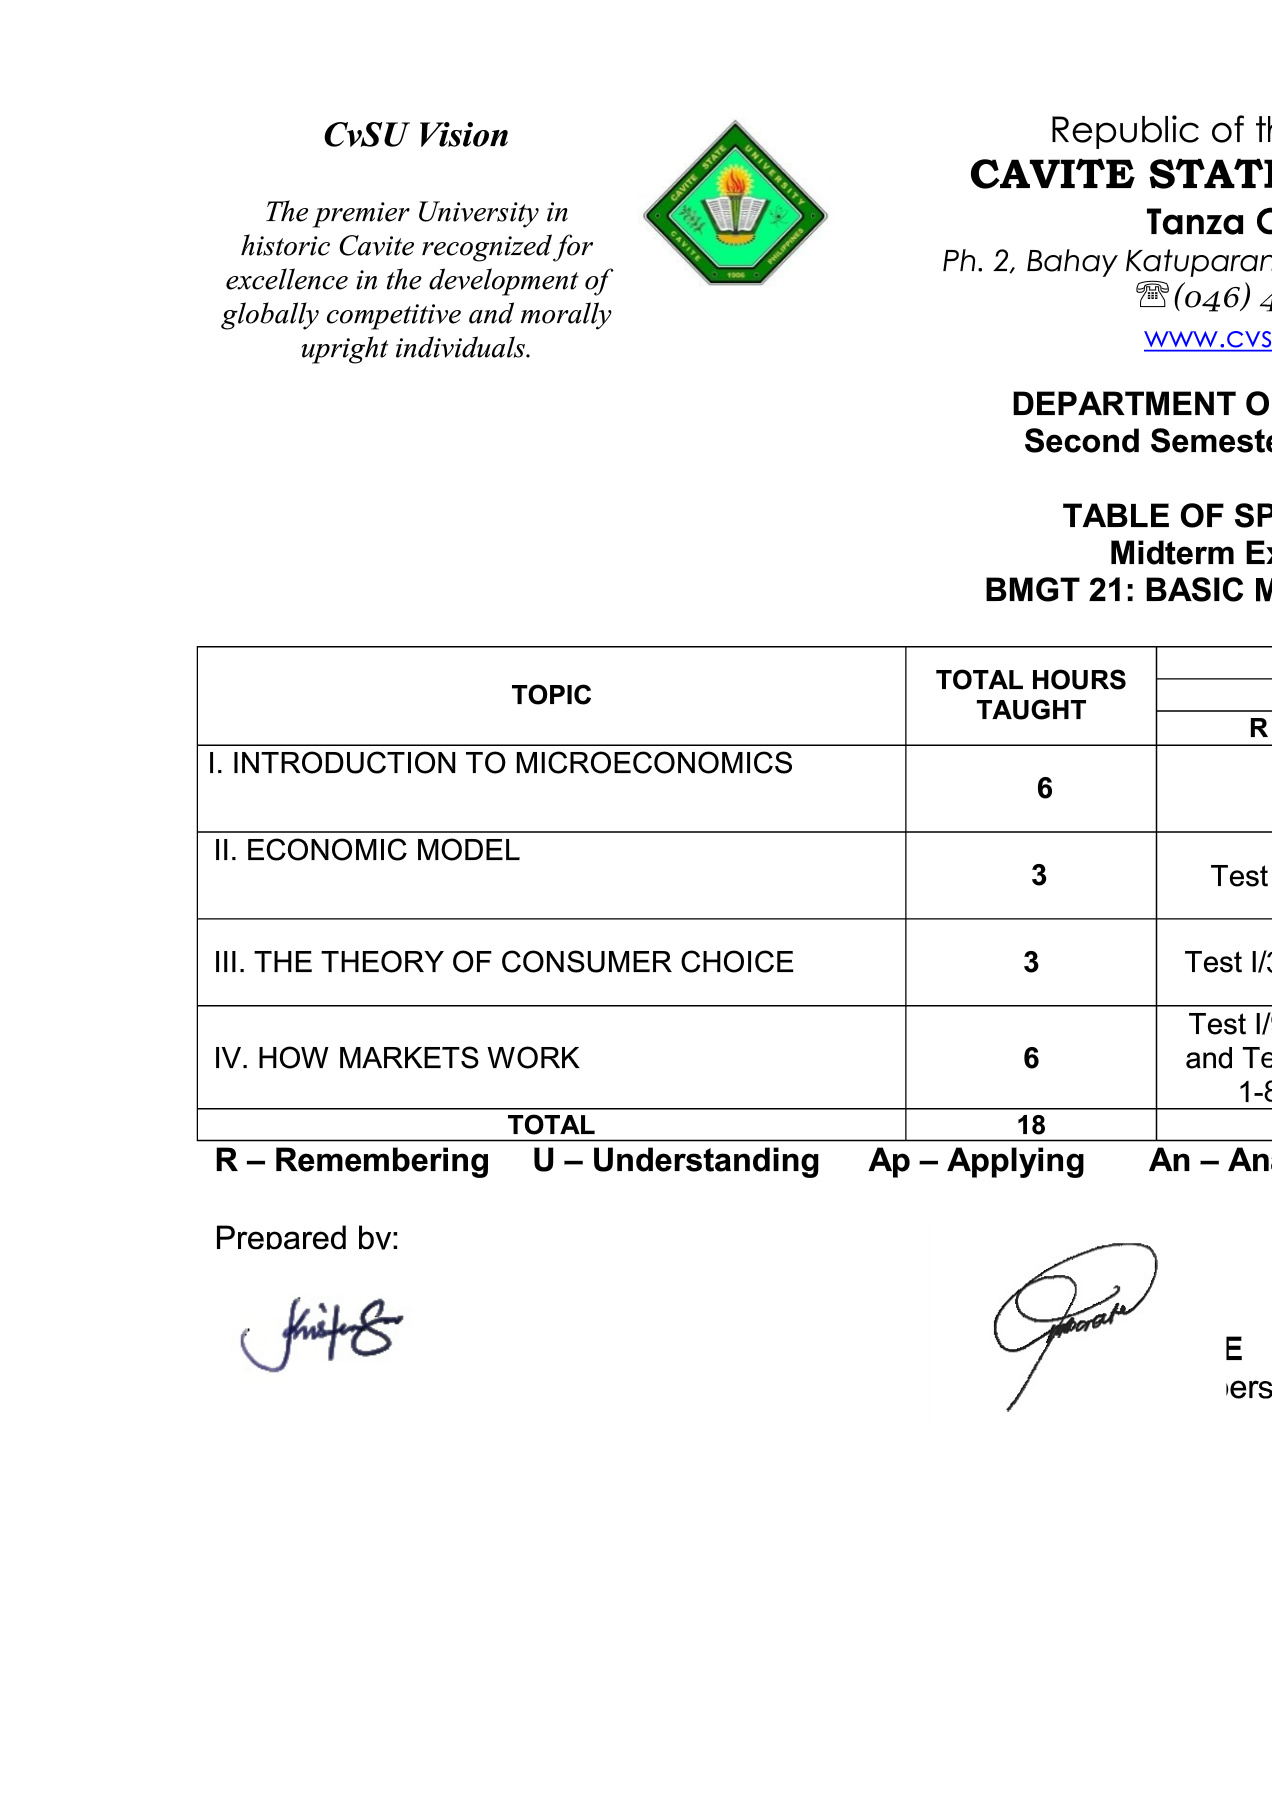 CvSU Vision
The premier University in
historic Cavite recognized for
excellence in the development of
globally competitive and morally
upright individuals.
CAVITE STATE UNIVERSITY
CAVITE PHILIPPINES
1906
Republic of th
CAVITE STATE
Tanza C
Ph. 2, Bahay Katuparan
(046) 4
www.cvs
DEPARTMENT O
Second Semeste
TABLE OF SP
Midterm Ex
BMGT 21: BASIC M
TOPIC
TOTAL HOURS
TAUGHT
R
I. INTRODUCTION TO MICROECONOMICS
6
II. ECONOMIC MODEL
3
Test
III. THE THEORY OF CONSUMER CHOICE
3
Test I/3
IV. HOW MARKETS WORK
6
Test I/
and Te
1-8
TOTAL
18
R – Remembering U – Understanding Ap – Applying An – Ana
Prepared by:
E
pers